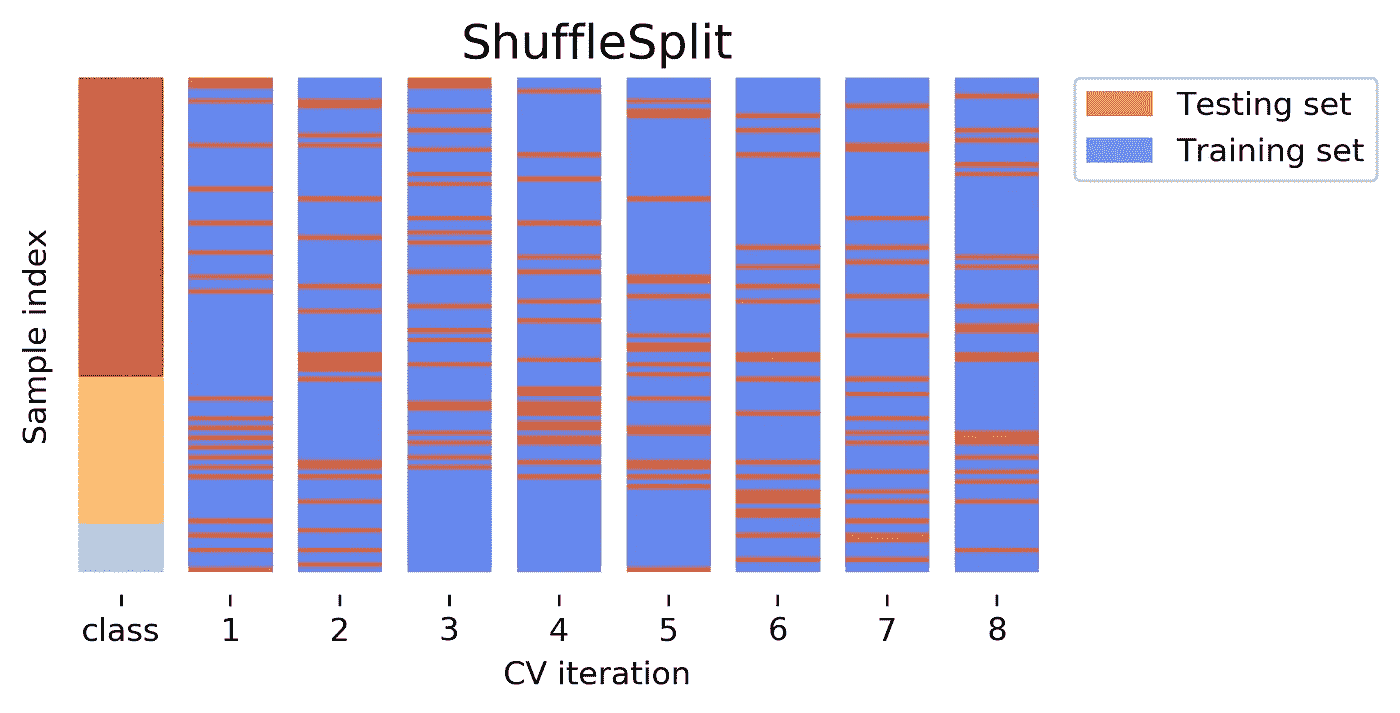 ShuffleSplit
Testing set
Training set
Sample index
class 1 2 3 4 5 6 7 8
CV iteration